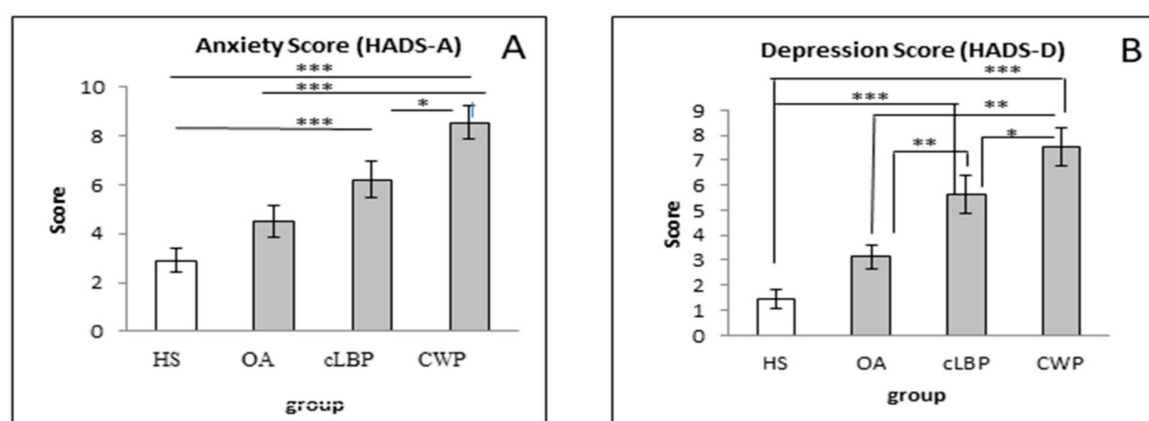 Anxiety Score (HADS-A)
A
***
***
*
***
10
8
6
4
2
0
Score
HS OA cLBP CWP
group
Depression Score (HADS-D)
B
***
***
**
**
*
9
8
7
6
5
4
3
2
1
0
Score
HS OA cLBP CWP
group